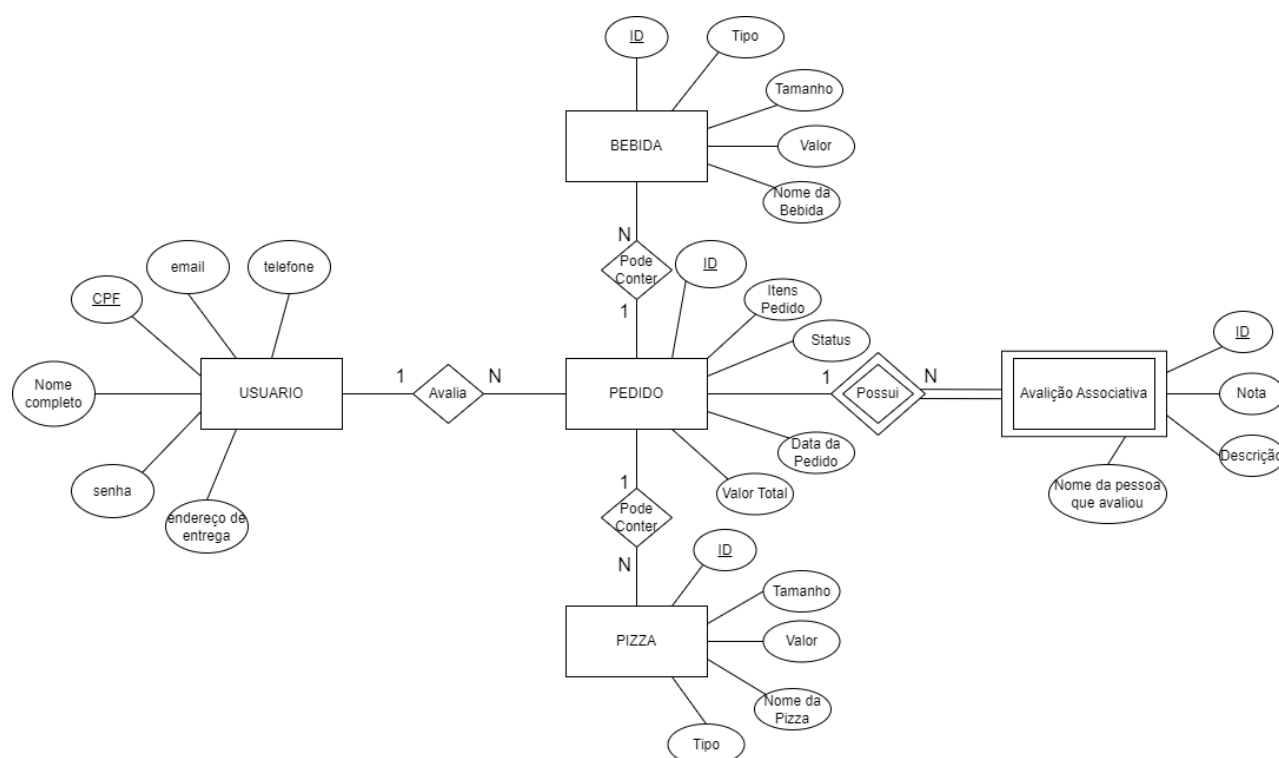 ID
Tipo
Tamanho
BEBIDA
Valor
Nome da
Bebida
N
Pode
Conter
1
ID
Itens
Pedido
Status
email
telefone
CPF
Nome
completo
USUARIO
senha
endereço de
entrega
1
Avalia
N
PEDIDO
Data da
Pedido
Valor Total
1
Possui
N
Avalição Associativa
ID
Nota
Descrição
Nome da pessoa
que avaliou
1
Pode
Conter
N
ID
Tamanho
PIZZA
Valor
Nome da
Pizza
Tipo